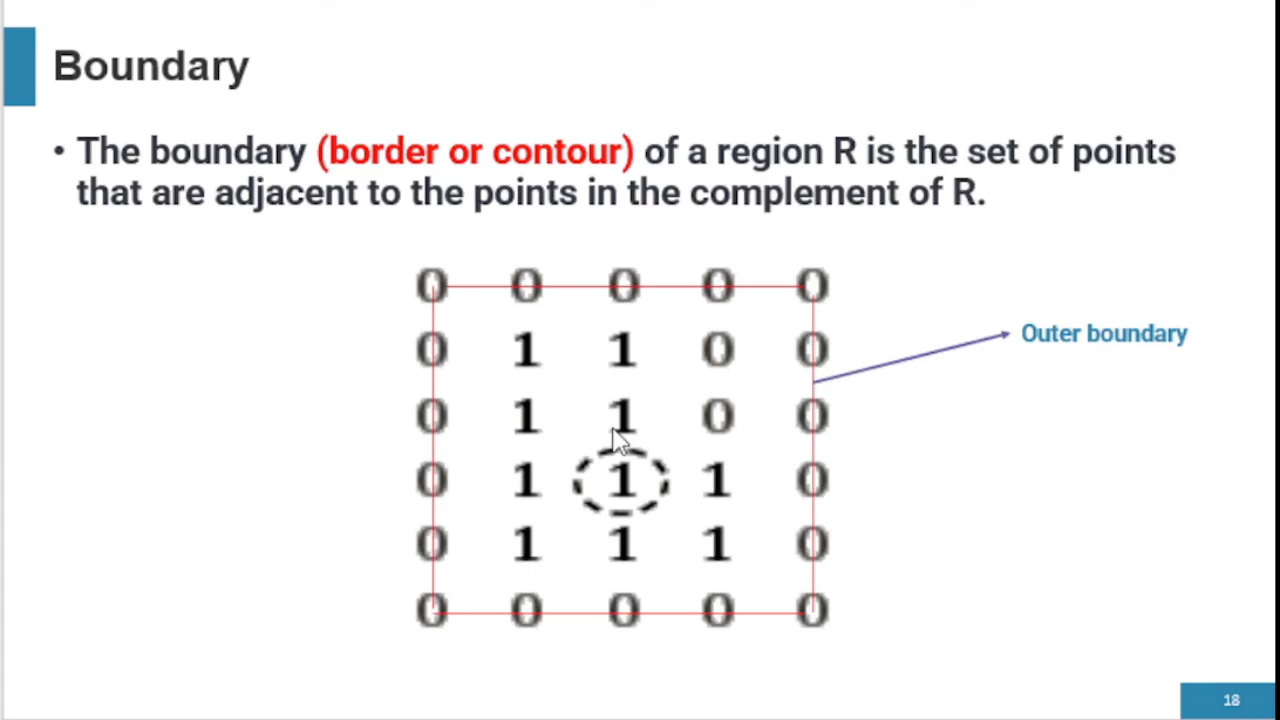 Boundary
• The boundary (border or contour) of a region R is the set of points
that are adjacent to the points in the complement of R.
0 0 0 0 0
0 1 1 0 0
Outer boundary
0 1 1 0 0
0 1 1 1 0
0 1 1 1 0
0 0 0 0 0
18